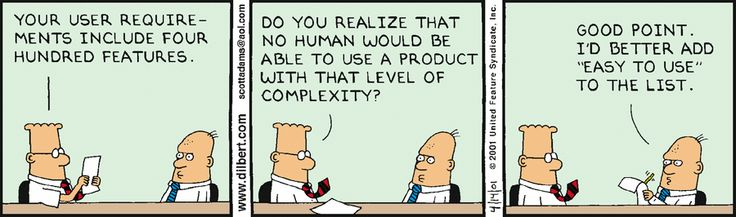 YOUR USER REQUIRE-
MENTS INCLUDE FOUR
HUNDRED FEATURES.
www.dilbert.com scottadams@aol.com
DO YOU REALIZE THAT
NO HUMAN WOULD BE
ABLE TO USE A PRODUCT
WITH THAT LEVEL OF
COMPLEXITY?
4/14/01 © 2001 United Feature Syndicate, Inc.
GOOD POINT.
I'D BETTER ADD
"EASY TO USE"
TO THE LIST.